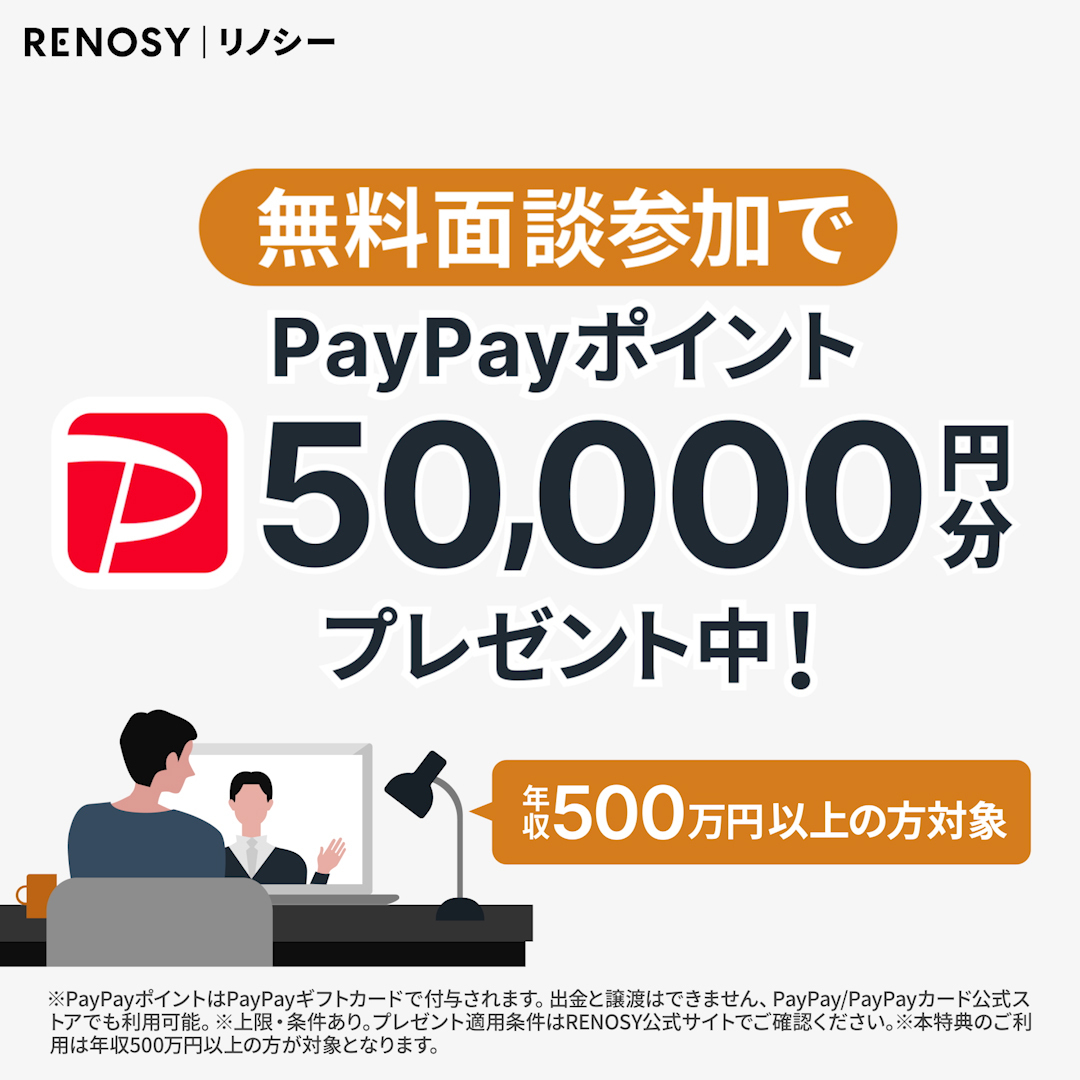 RENOSY | リノシー
無料面談参加で
PayPayポイント
50,000円分
プレゼント中！
年収500万円以上の方対象
※PayPayポイントはPayPayギフトカードで付与されます。出金と譲渡はできません、PayPay/PayPayカード公式ス
トアでも利用可能。※上限・条件あり。プレゼント適用条件はRENOSY公式サイトでご確認ください。※本特典のご利
用は年収500万円以上の方が対象となります。